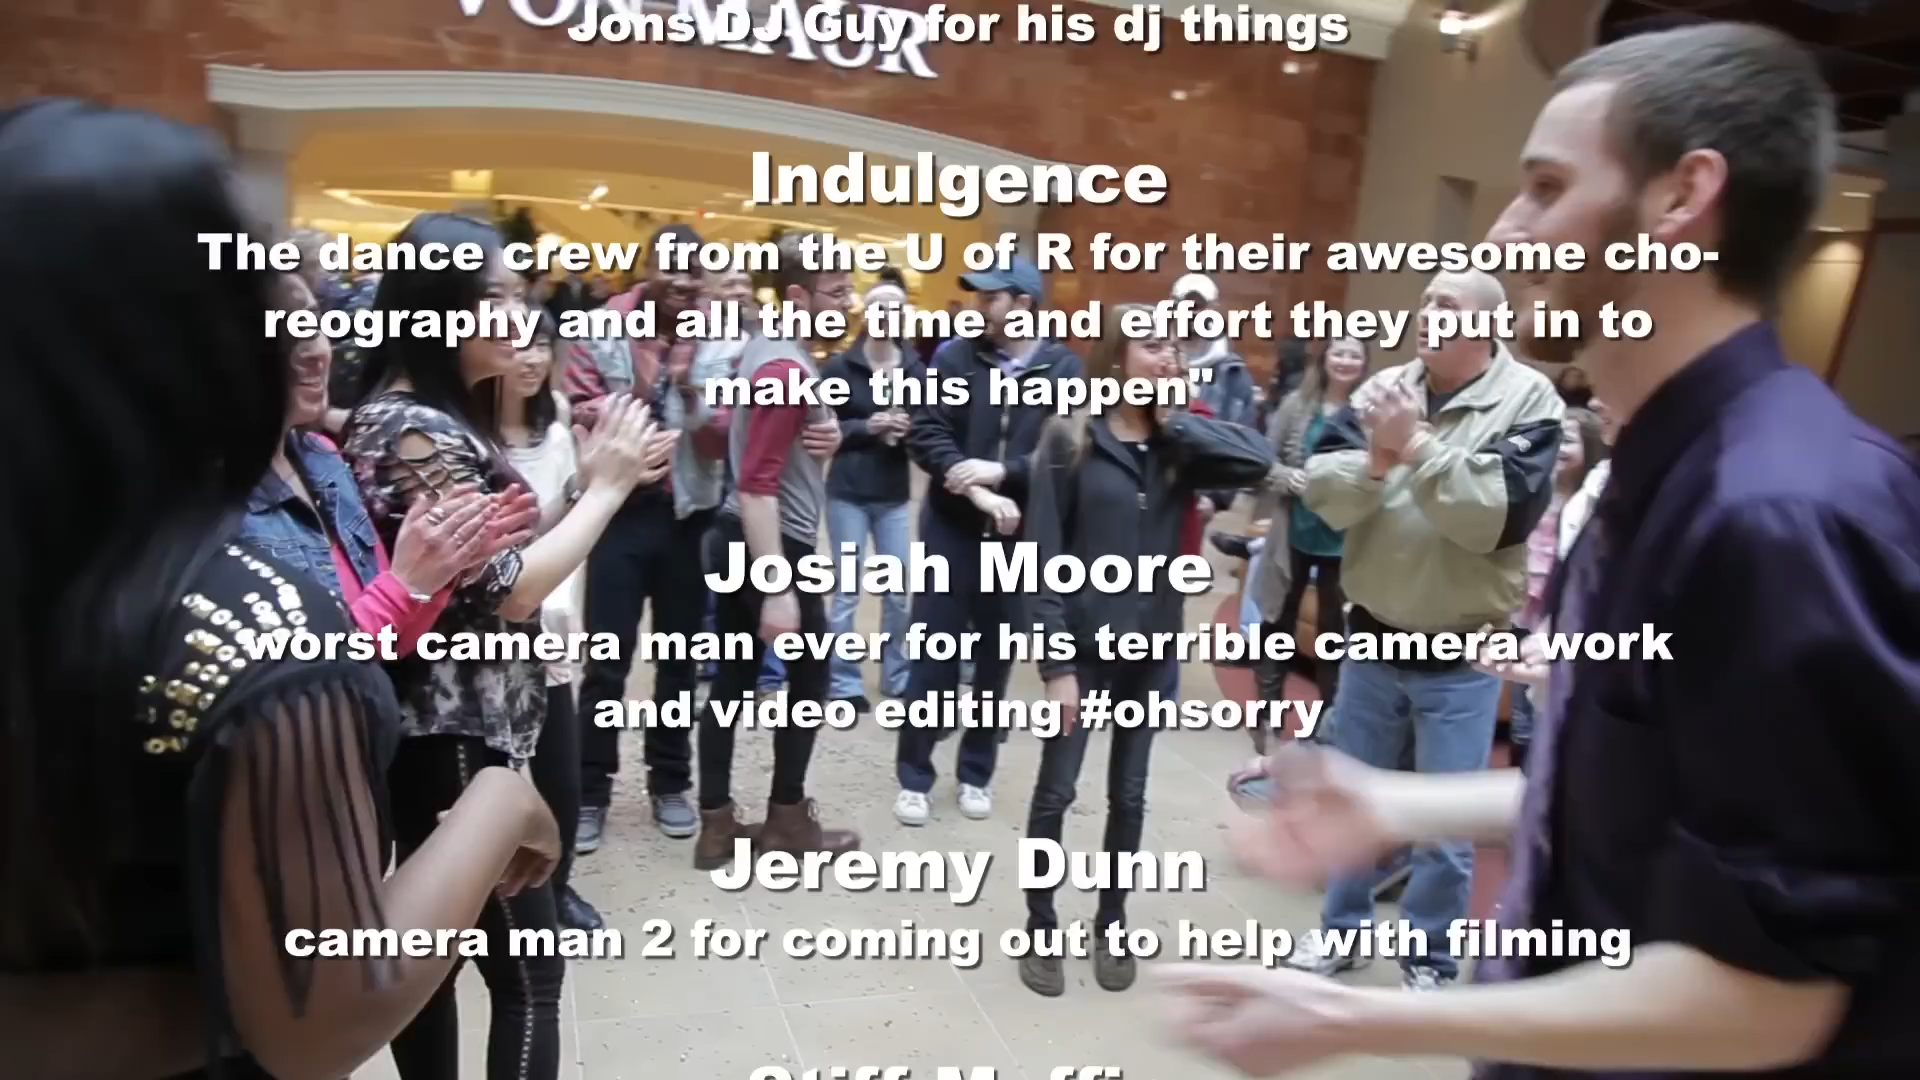 VON MAUR
Jons DJ Guy for his dj things
Indulgence
The dance crew from the U of R for their awesome cho-
reography and all the time and effort they put in to
make this happen"
Josiah Moore
worst camera man ever for his terrible camera work
and video editing #ohsorry
Jeremy Dunn
camera man 2 for coming out to help with filming